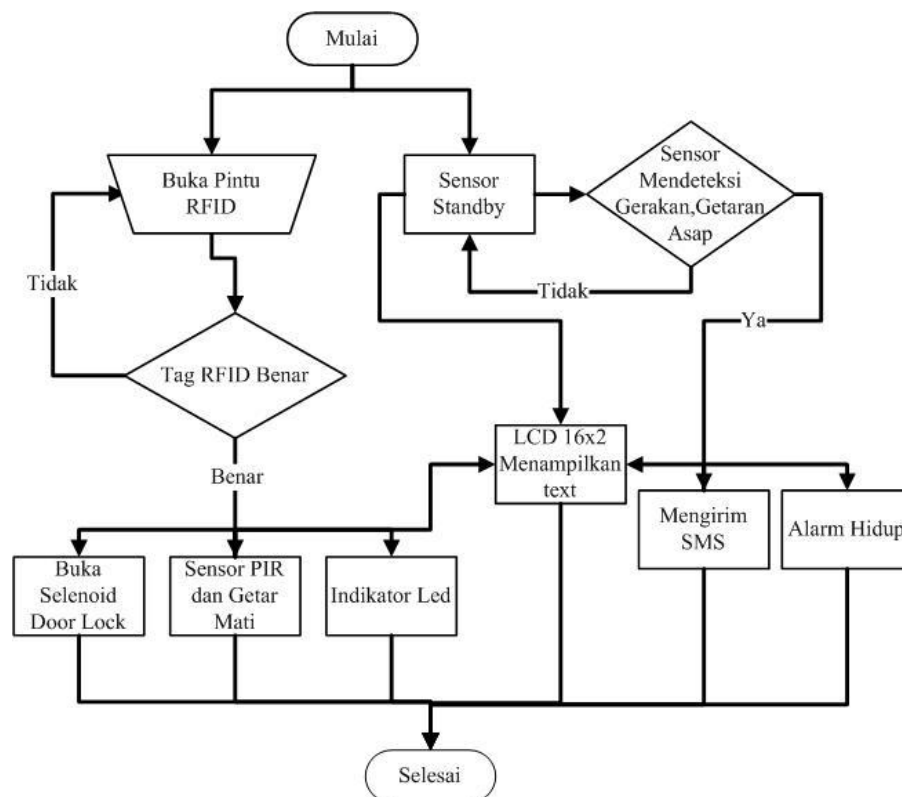 Mulai
Buka Pintu
RFID
Sensor
Standby
Sensor
Mendeteksi
Gerakan,Getaran
Asap
Tidak
Tidak
Ya
Tag RFID Benar
Benar
LCD 16x2
Menampilkan
text
Buka
Selenoid
Door Lock
Sensor PIR
dan Getar
Mati
Indikator Led
Mengirim
SMS
Alarm Hidup
Selesai